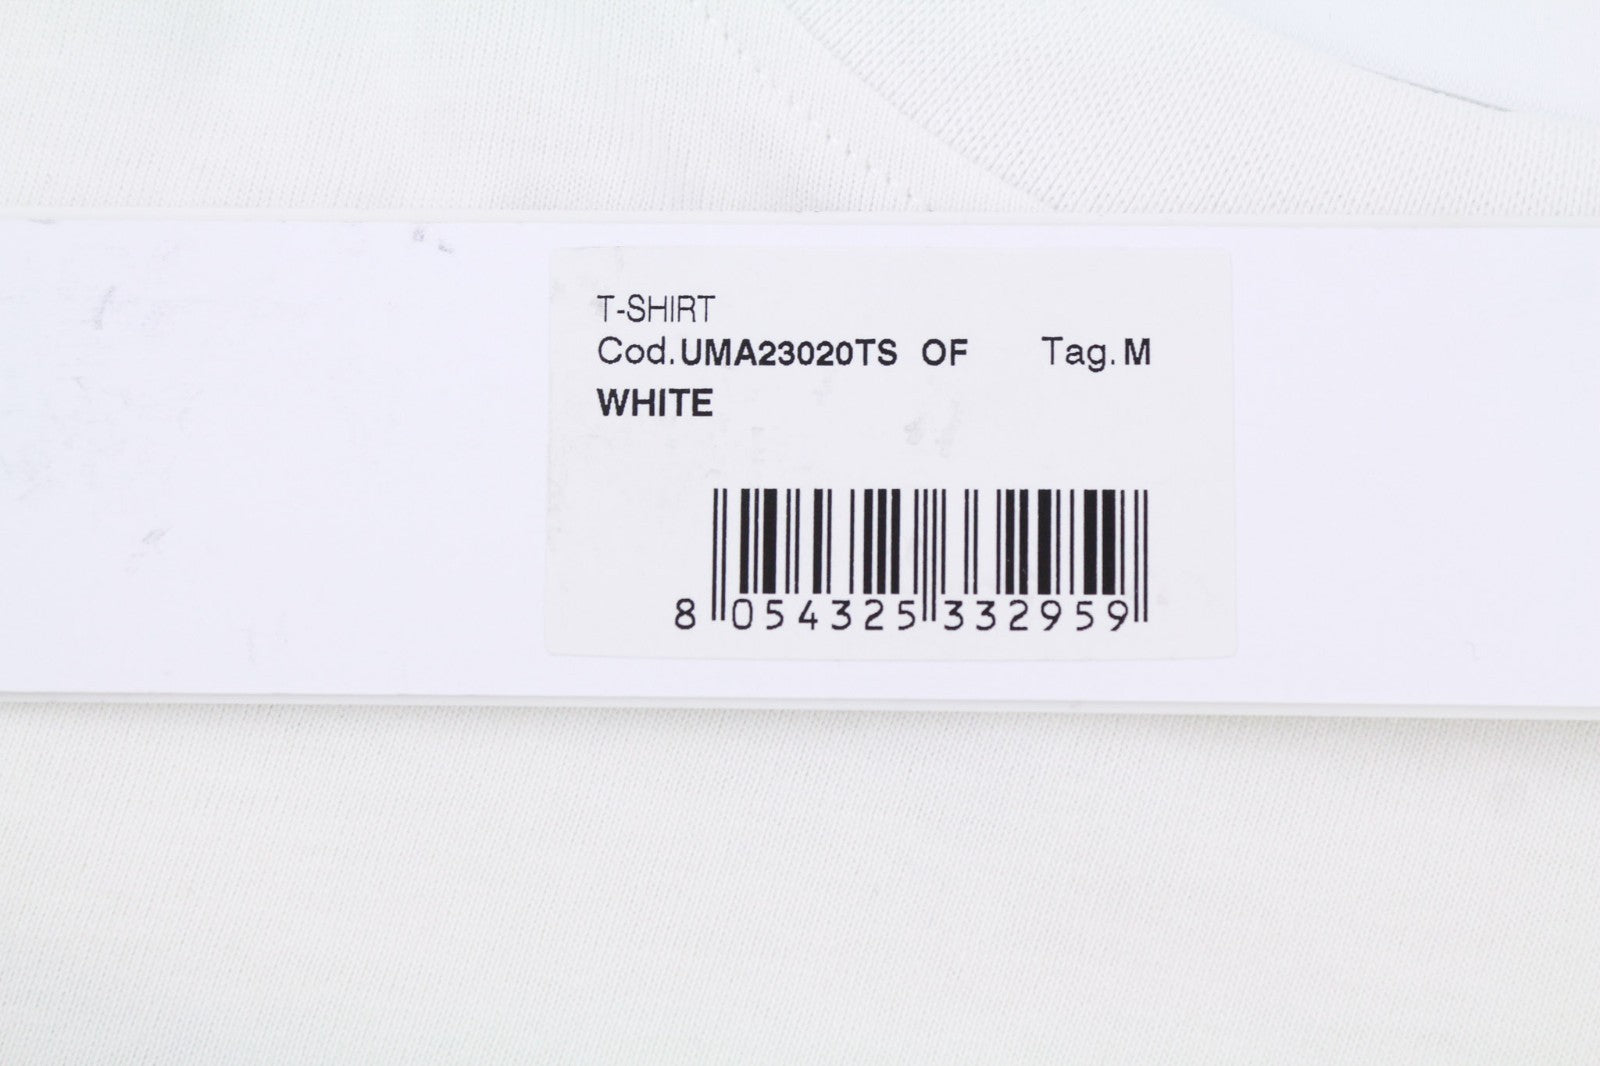 T-SHIRT
Cod.UMA23020TS OF Tag.M
WHITE
8 054325 332959